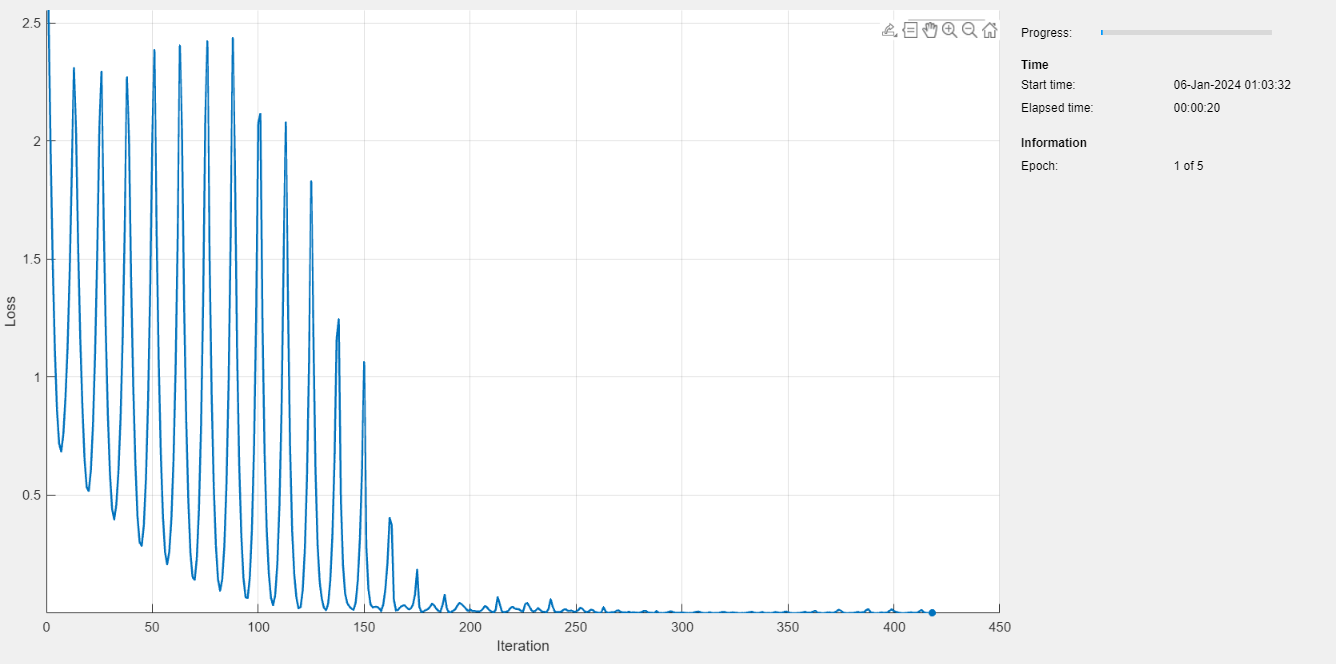 2.5
2
1.5
1
0.5
Loss
0 50 100 150 200 250 300 350 400 450
Iteration
Progress:
Time
Start time: 06-Jan-2024 01:03:32
Elapsed time: 00:00:20
Information
Epoch: 1 of 5